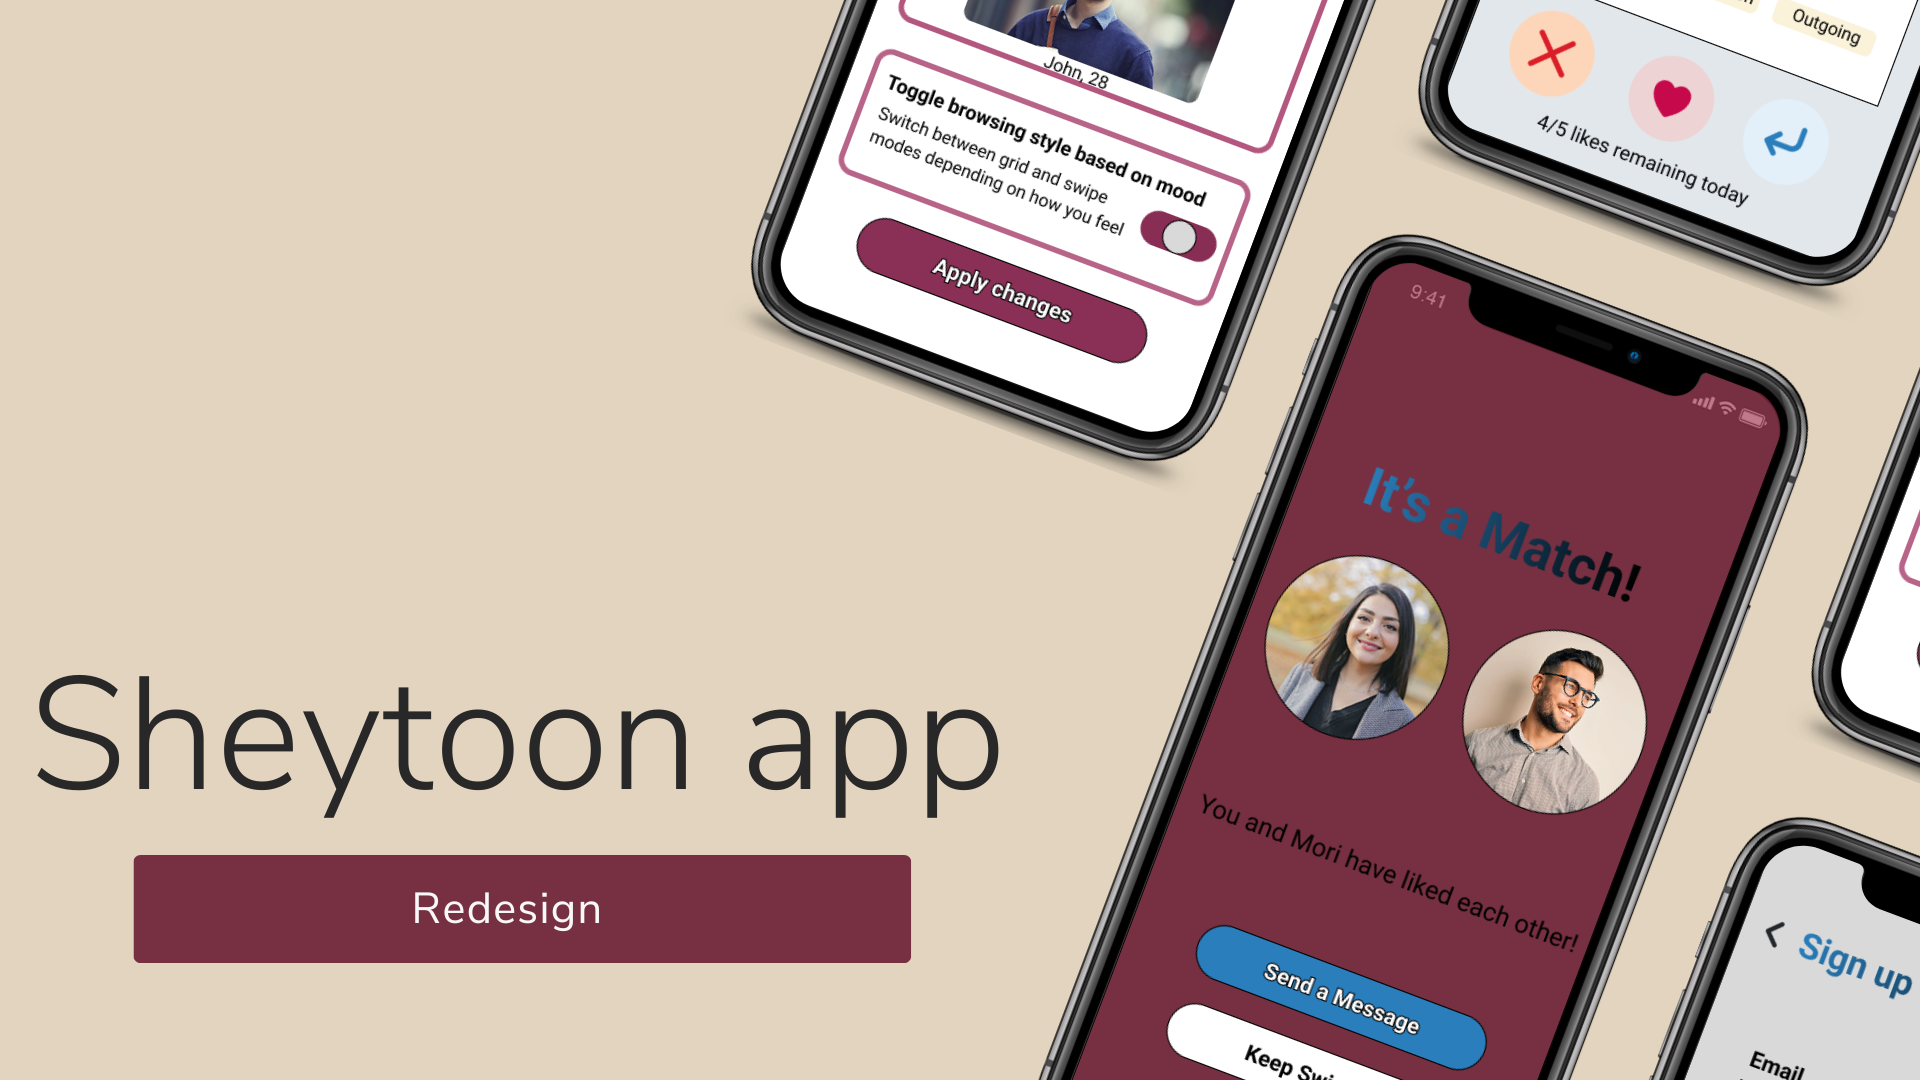 John, 28
Toggle browsing style based on mood
Switch between grid and swipe
modes depending on how you feel
Apply changes
Outgoing
4/5 likes remaining today
9:41
It's a Match!
You and Mori have liked each other!
Send a Message
Keep
Sign up
Email
Sheytoon app
Redesign